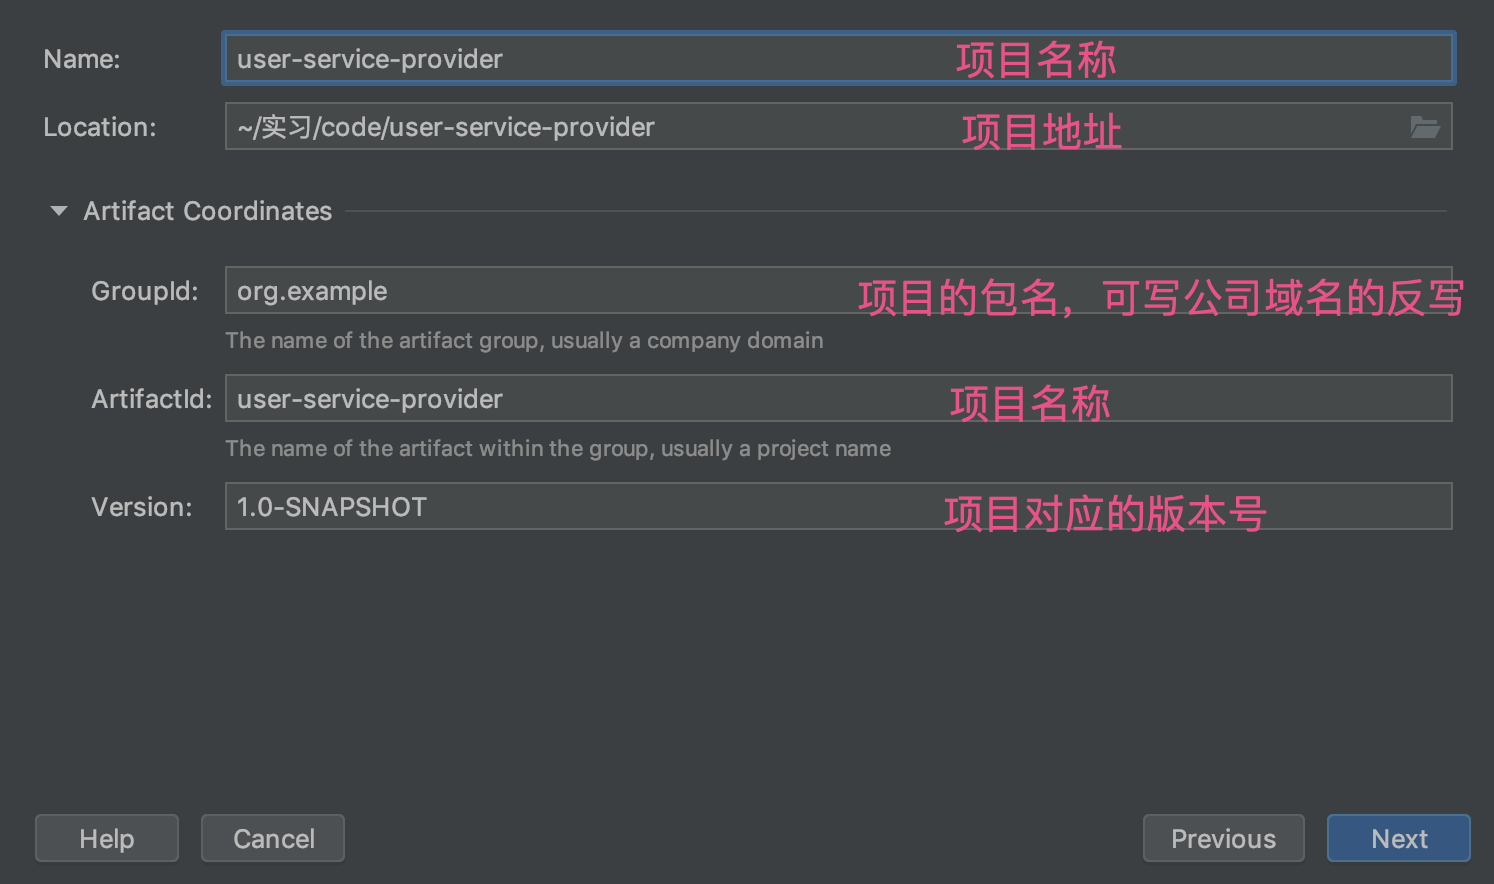 Name: user-service-provider 项目名称
Location: ~/实习/code/user-service-provider 项目地址
Artifact Coordinates
GroupId: org.example 项目的包名，可写公司域名的反写
The name of the artifact group, usually a company domain
ArtifactId: user-service-provider 项目名称
The name of the artifact within the group, usually a project name
Version: 1.0-SNAPSHOT 项目对应的版本号
Help Cancel Previous Next